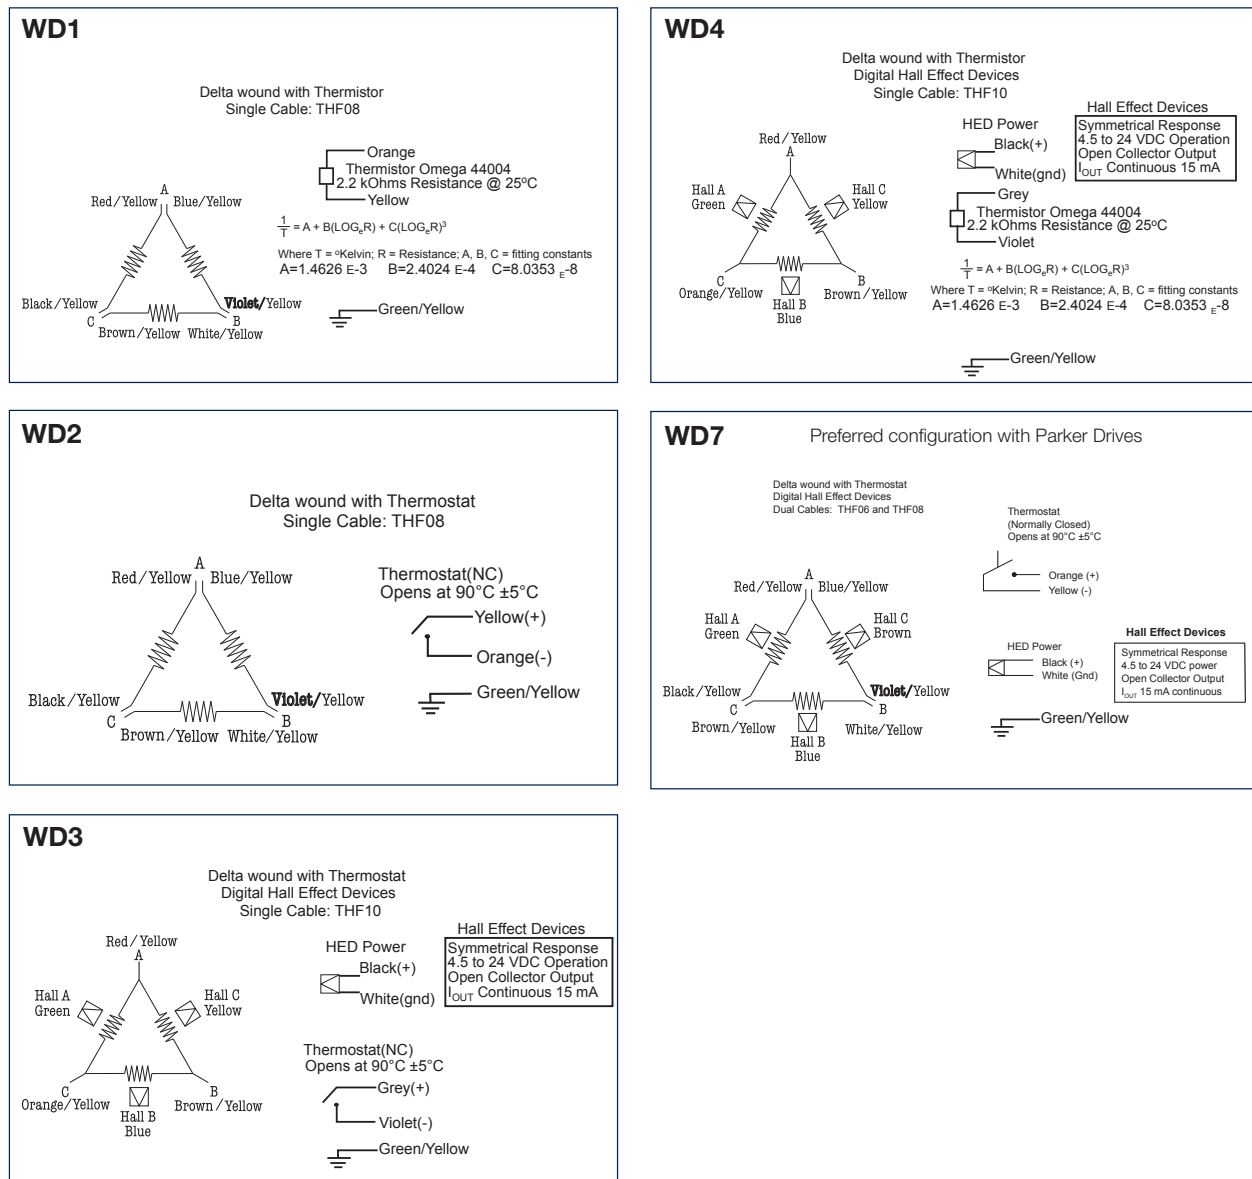 WD1
Delta wound with Thermistor
Single Cable: THF08
Orange
Thermistor Omega 44004
2.2 kOhms Resistance @ 25°C
Yellow
A
Red/Yellow Blue/Yellow
1/T = A + B(LOGeR) + C(LOGeR)³
Where T = ºKelvin; R = Resistance; A, B, C = fitting constants
A=1.4626 E-3 B=2.4024 E-4 C=8.0353 E-8
Black/Yellow Violet/Yellow
C B
Brown/Yellow White/Yellow
Green/Yellow
WD4
Delta wound with Thermistor
Digital Hall Effect Devices
Single Cable: THF10
Hall Effect Devices
Symmetrical Response
4.5 to 24 VDC Operation
Open Collector Output
IOUT Continuous 15 mA
HED Power
Black(+)
White(gnd)
Red/Yellow
A
Hall A
Green
Hall C
Yellow
Grey
Thermistor Omega 44004
2.2 kOhms Resistance @ 25ºC
Violet
C
Orange/Yellow
Hall B
Blue
B
Brown/Yellow
1/T = A + B(LOGeR) + C(LOGeR)³
Where T = ºKelvin; R = Reistance; A, B, C = fitting constants
A=1.4626 E-3 B=2.4024 E-4 C=8.0353 E-8
Green/Yellow
WD2
Delta wound with Thermostat
Single Cable: THF08
A
Red/Yellow Blue/Yellow
Thermostat(NC)
Opens at 90°C ±5°C
Yellow(+)
Orange(-)
Green/Yellow
Black/Yellow Violet/Yellow
C B
Brown/Yellow White/Yellow
WD7
Preferred configuration with Parker Drives
Delta wound with Thermostat
Digital Hall Effect Devices
Dual Cables: THF06 and THF08
Thermostat
(Normally Closed)
Opens at 90°C ±5°C
Orange (+)
Yellow (-)
A
Red/Yellow Blue/Yellow
Hall A
Green
Hall C
Brown
HED Power
Black (+)
White (Gnd)
Hall Effect Devices
Symmetrical Response
4.5 to 24 VDC power
Open Collector Output
IOUT 15 mA continuous
Black/Yellow Violet/Yellow
C B
Brown/Yellow White/Yellow
Hall B
Blue
Green/Yellow
WD3
Delta wound with Thermostat
Digital Hall Effect Devices
Single Cable: THF10
Red/Yellow
A
Hall A
Green
Hall C
Yellow
HED Power
Black(+)
White(gnd)
Hall Effect Devices
Symmetrical Response
4.5 to 24 VDC Operation
Open Collector Output
IOUT Continuous 15 mA
Thermostat(NC)
Opens at 90°C ±5°C
Grey(+)
Violet(-)
Green/Yellow
C
Orange/Yellow
Hall B
Blue
B
Brown/Yellow